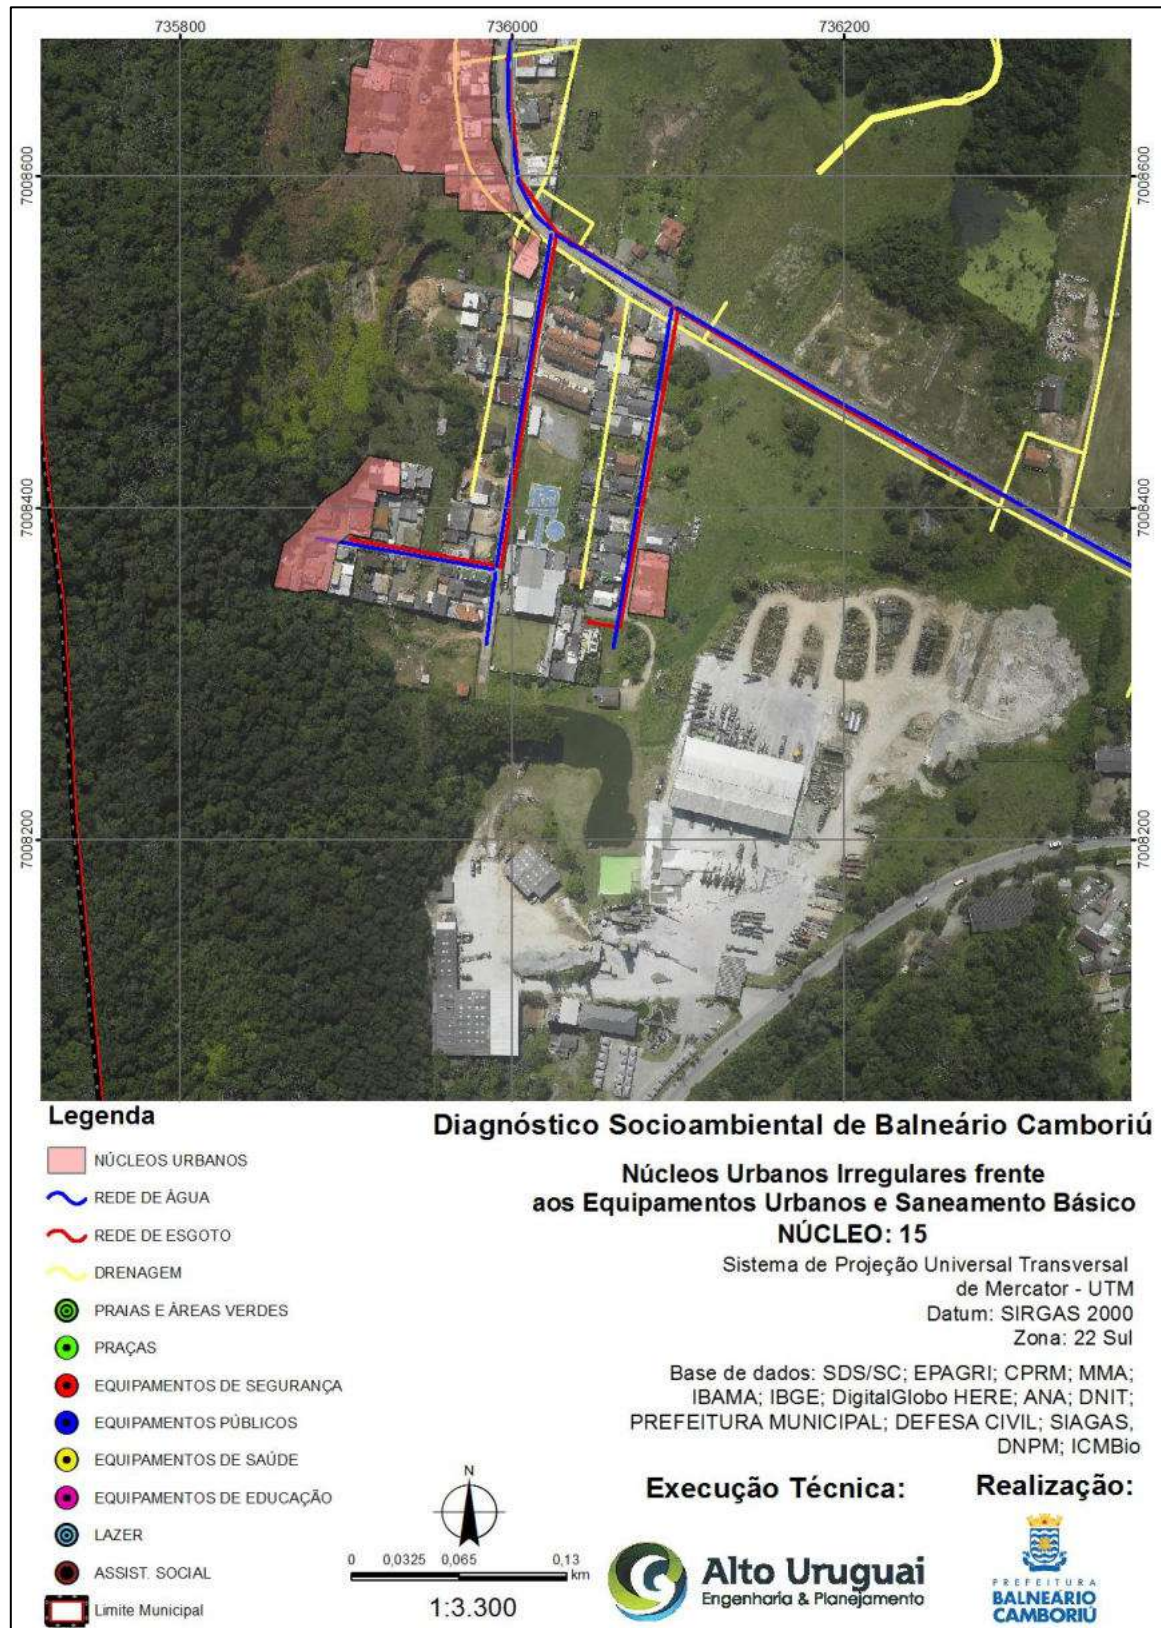 735800
736000
736200
7008600
7008600
7008400
7008400
7008200
7008200
Legenda
NÚCLEOS URBANOS
REDE DE ÁGUA
REDE DE ESGOTO
DRENAGEM
PRAIAS E ÁREAS VERDES
PRAÇAS
EQUIPAMENTOS DE SEGURANÇA
EQUIPAMENTOS PÚBLICOS
EQUIPAMENTOS DE SAÚDE
EQUIPAMENTOS DE EDUCAÇÃO
LAZER
ASSIST. SOCIAL
Limite Municipal
N
0 0,0325 0,065 0,13
km
1:3.300
Diagnóstico Socioambiental de Balneário Camboriú
Núcleos Urbanos Irregulares frente
aos Equipamentos Urbanos e Saneamento Básico
NÚCLEO: 15
Sistema de Projeção Universal Transversal
de Mercator - UTM
Datum: SIRGAS 2000
Zona: 22 Sul
Base de dados: SDS/SC; EPAGRI; CPRM; MMA;
IBAMA; IBGE; DigitalGlobo HERE; ANA; DNIT;
PREFEITURA MUNICIPAL; DEFESA CIVIL; SIAGAS,
DNPM; ICMBio
Execução Técnica:
Realização:
Alto Uruguai
Engenharia & Planejamento
PREFEITURA
BALNEÁRIO
CAMBORIÚ